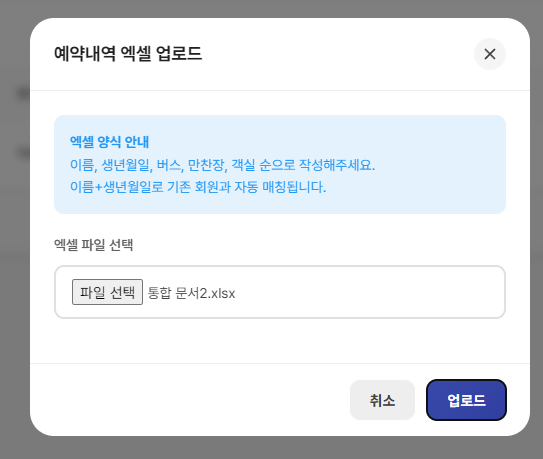 예약내역 엑셀 업로드
엑셀 양식 안내
이름, 생년월일, 버스, 만찬장, 객실 순으로 작성해주세요.
이름+생년월일로 기존 회원과 자동 매칭됩니다.
엑셀 파일 선택
파일 선택 통합 문서2.xlsx
취소 업로드